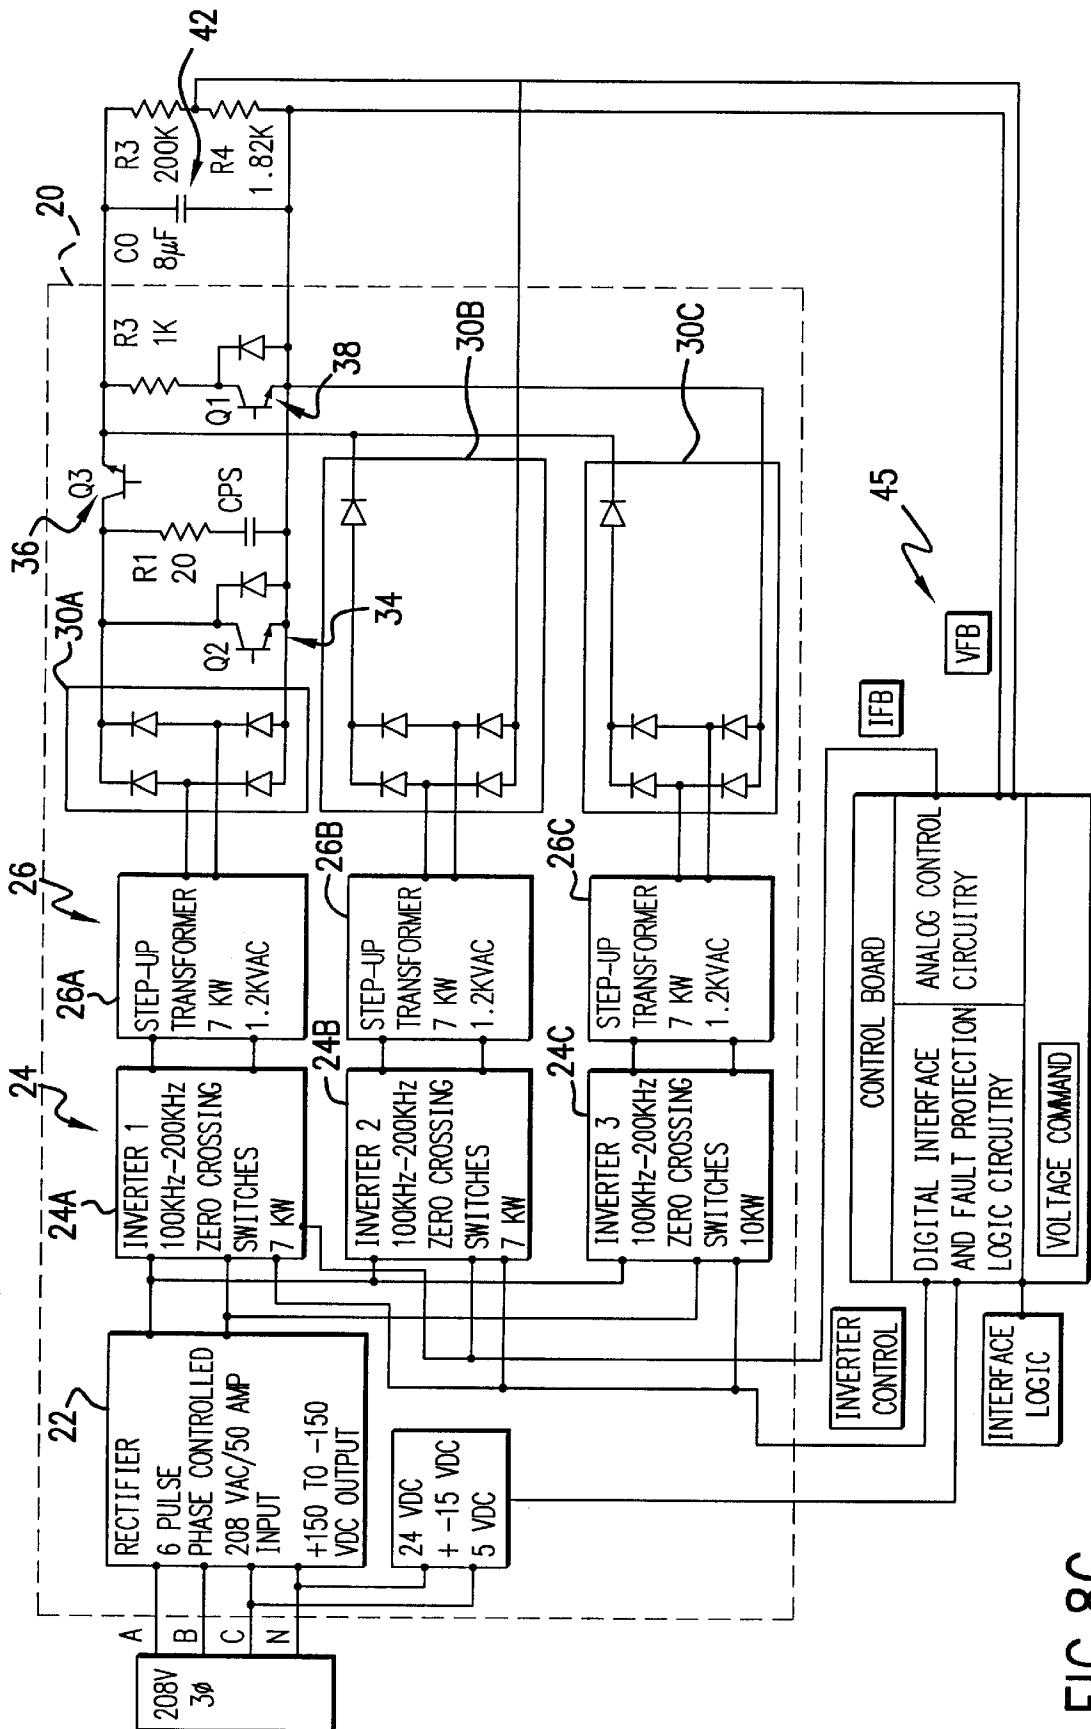 208V
3ø
A
B
C
N
22
RECTIFIER
6 PULSE
PHASE CONTROLLED
208 VAC/50 AMP
INPUT
+150 TO -150
VDC OUTPUT
24 VDC
+ -15 VDC
5 VDC
24
24A
INVERTER 1
100KHz-200KHz
ZERO CROSSING
SWITCHES
7 KW
24B
INVERTER 2
100KHz-200KHz
ZERO CROSSING
SWITCHES
7 KW
24C
INVERTER 3
100KHz-200KHz
ZERO CROSSING
SWITCHES
10KW
26
26A
STEP-UP
TRANSFORMER
7 KW
1.2KVAC
26B
STEP-UP
TRANSFORMER
7 KW
1.2KVAC
26C
STEP-UP
TRANSFORMER
7 KW
1.2KVAC
30A
36
Q3
R1
20
CPS
Q2
34
R3
1K
Q1
38
30B
30C
20
C0
8µF
R3
200K
R4
1.82K
42
45
INVERTER
CONTROL
INTERFACE
LOGIC
CONTROL BOARD
DIGITAL INTERFACE
AND FAULT PROTECTION
LOGIC CIRCUITRY
ANALOG CONTROL
CIRCUITRY
VOLTAGE COMMAND
IFB
VFB
FIG.8C